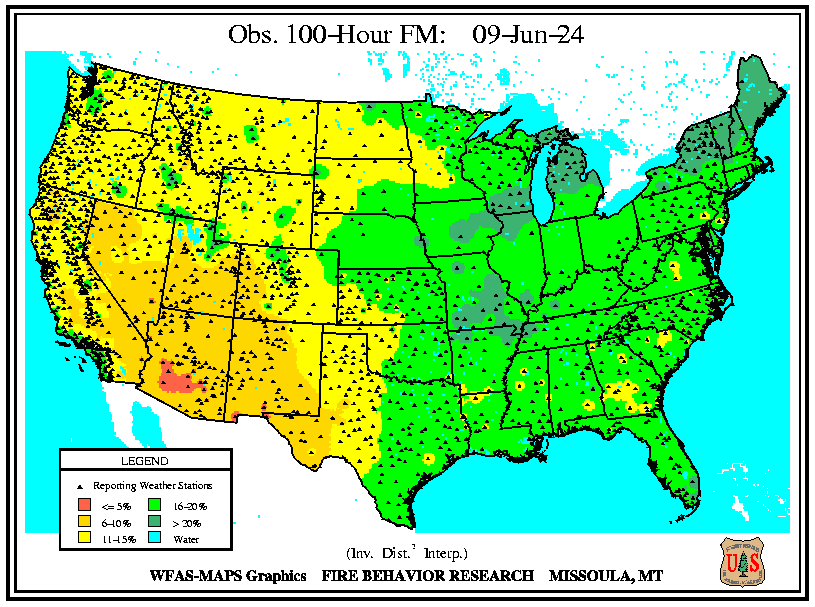 Obs. 100-Hour FM: 09-Jun-24
LEGEND
Reporting Weather Stations
<= 5%
16-20%
6-10%
> 20%
11-15%
Water
(Inv. Dist.² Interp.)
WFAS-MAPS Graphics FIRE BEHAVIOR RESEARCH MISSOULA, MT
U S